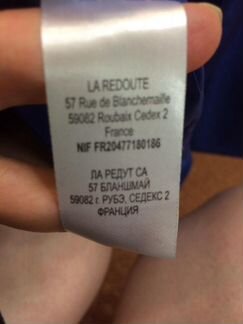 LA REDOUTE
57 Rue de Blanchemaille
59082 Roubaix Cedex 2
France
NIF FR20477180186
ЛА РЕДУТ СА
57 БЛАНШМАЙ
59082 г. РУБЭ, СЕДЕКС 2
ФРАНЦИЯ